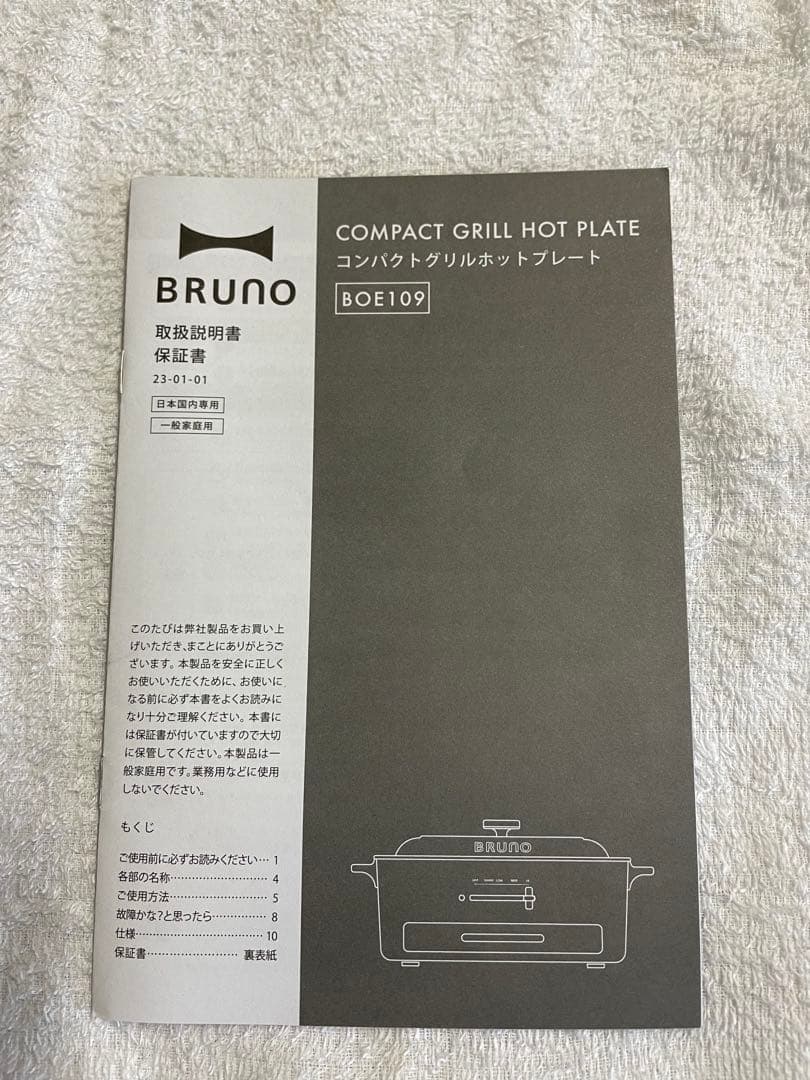 BRUNO
取扱説明書
保証書
23-01-01
日本国内専用
一般家庭用
COMPACT GRILL HOT PLATE
コンパクトグリルホットプレート
BOE109
このたびは弊社製品をお買い上
げいただき、まことにありがとうご
ざいます。本製品を安全に正しく
お使いいただくために、お使いに
なる前に必ず本書をよくお読みに
なり十分ご理解ください。本書に
は保証書が付いていますので大切
に保管してください。本製品は一
般家庭用です。業務用などに使用
しないでください。
もくじ
ご使用前に必ずお読みください… 1
各部の名称…………………… 4
ご使用方法…………………… 5
故障かな?と思ったら…………… 8
仕様…………………………… 10
保証書…………………… 裏表紙
BRUNO
OFF WARM LOW MED HI